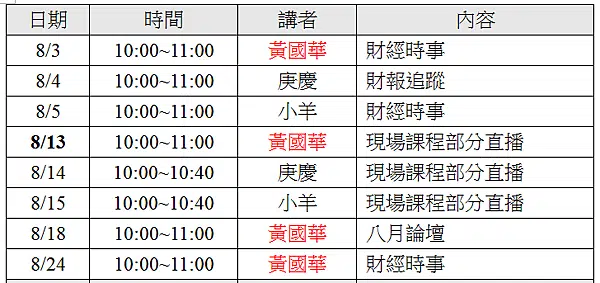 日期 時間 講者 內容
8/3 10:00~11:00 黃國華 財經時事
8/4 10:00~11:00 庚慶 財報追蹤
8/5 10:00~11:00 小羊 財經時事
8/13 10:00~11:00 黃國華 現場課程部分直播
8/14 10:00~10:40 庚慶 現場課程部分直播
8/15 10:00~10:40 小羊 現場課程部分直播
8/18 10:00~11:00 黃國華 八月論壇
8/24 10:00~11:00 黃國華 財經時事